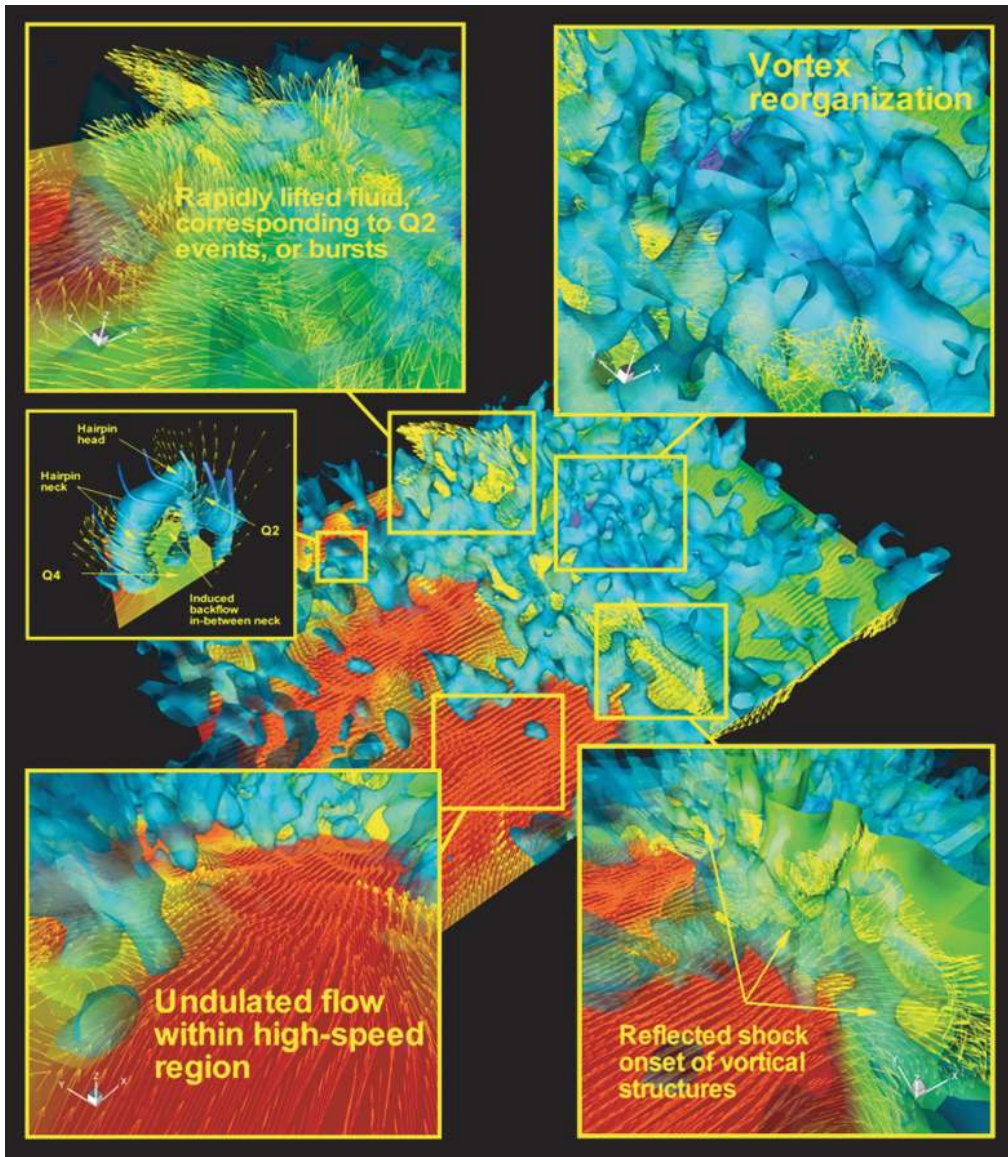 Rapidly lifted fluid,
corresponding to Q2
events, or bursts
Vortex
reorganization
Hairpin
head
Hairpin
neck
Q2
Q4
Induced
backflow
in-between neck
Undulated flow
within high-speed
region
Reflected shock
onset of vortical
structures
Y
Z
X
X
Y
Z
X
Y
Z
X